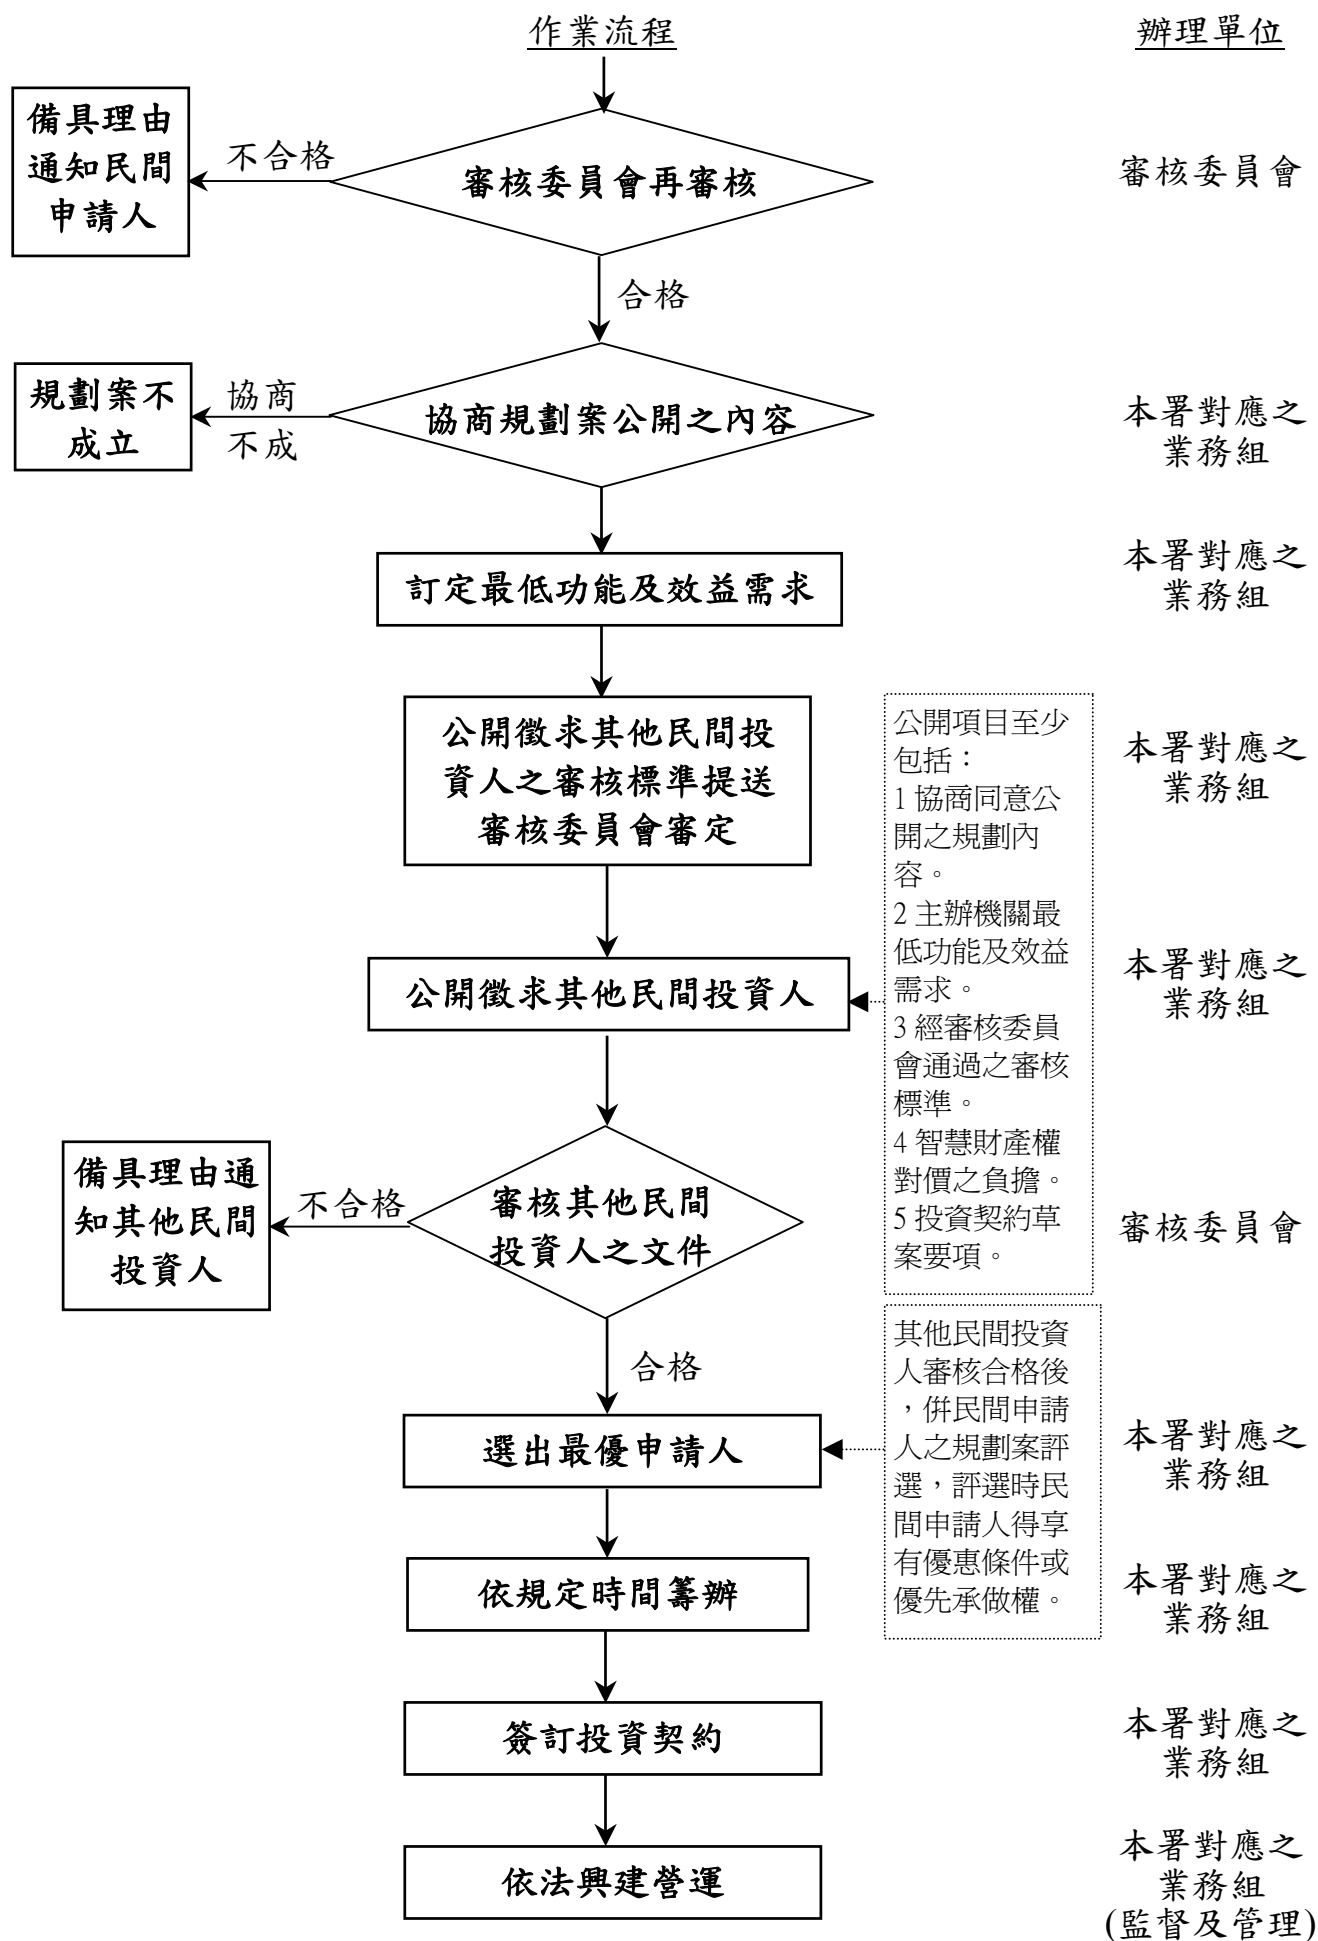 作業流程
辦理單位
備具理由
通知民間
申請人
不合格
審核委員會再審核
審核委員會
合格
規劃案不
成立
協商
不成
協商規劃案公開之內容
本署對應之
業務組
訂定最低功能及效益需求
本署對應之
業務組
公開徵求其他民間投
資人之審核標準提送
審核委員會審定
公開項目至少
包括：
1 協商同意公
開之規劃內
容。
2 主辦機關最
低功能及效益
需求。
3 經審核委員
會通過之審核
標準。
4 智慧財產權
對價之負擔。
5 投資契約草
案要項。
本署對應之
業務組
公開徵求其他民間投資人
本署對應之
業務組
備具理由通
知其他民間
投資人
不合格
審核其他民間
投資人之文件
審核委員會
合格
其他民間投資
人審核合格後
，併民間申請
人之規劃案評
選，評選時民
間申請人得享
有優惠條件或
優先承做權。
選出最優申請人
本署對應之
業務組
依規定時間籌辦
本署對應之
業務組
簽訂投資契約
本署對應之
業務組
依法興建營運
本署對應之
業務組
(監督及管理)